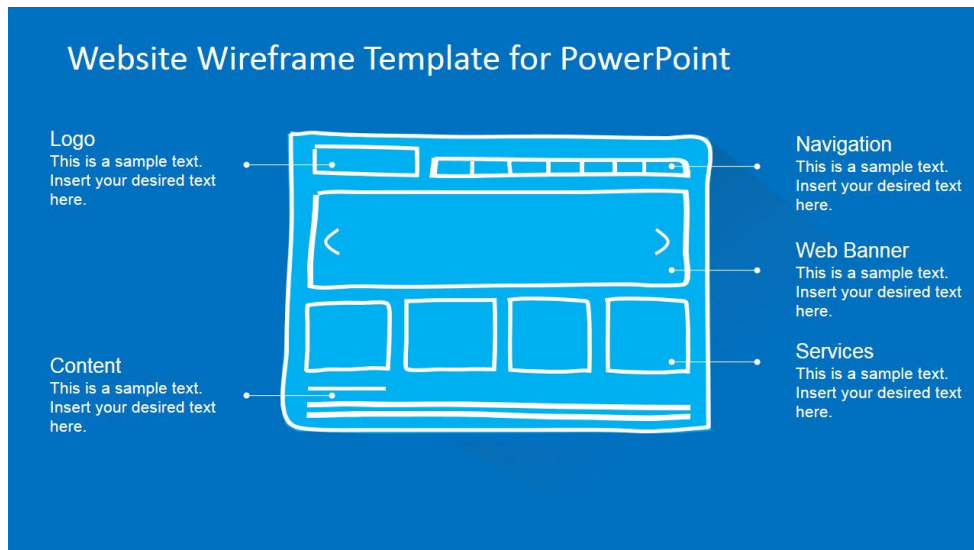 Website Wireframe Template for PowerPoint
Logo
This is a sample text.
Insert your desired text
here.
Content
This is a sample text.
Insert your desired text
here.
Navigation
This is a sample text.
Insert your desired text
here.
Web Banner
This is a sample text.
Insert your desired text
here.
Services
This is a sample text.
Insert your desired text
here.